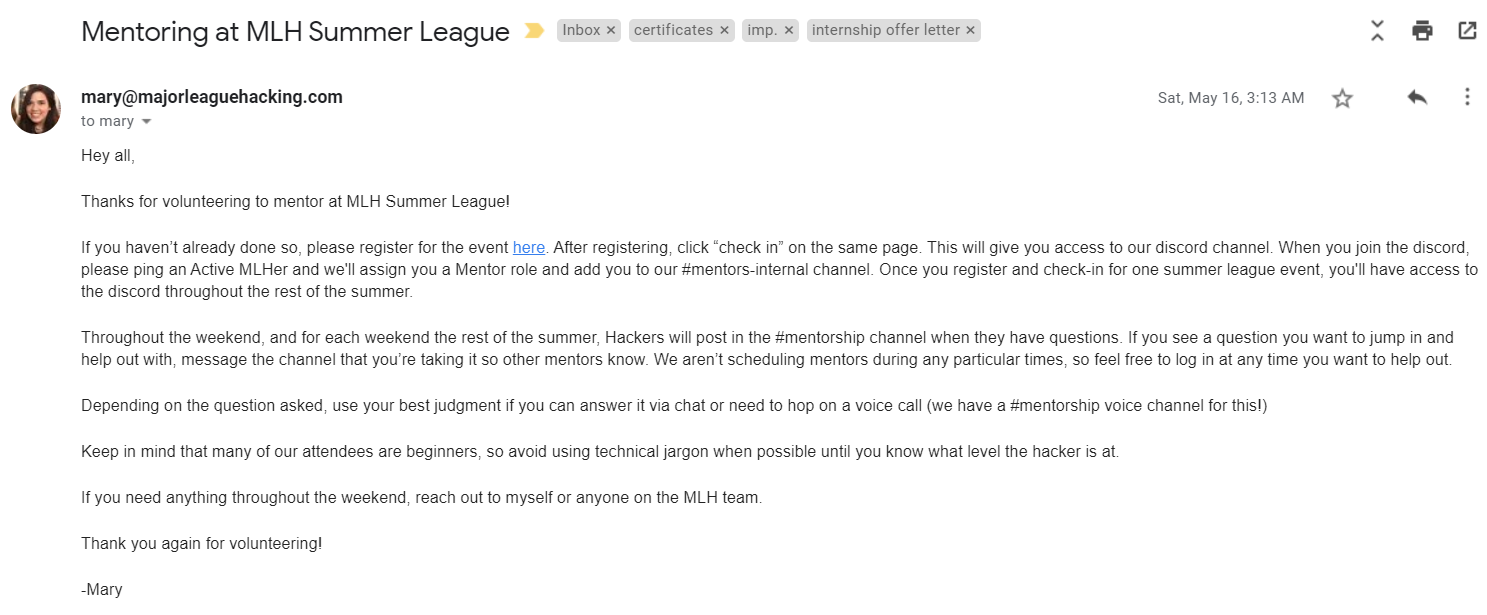 Mentoring at MLH Summer League Inbox × certificates × imp. × internship offer letter ×
mary@majorleaguehacking.com Sat, May 16, 3:13 AM
to mary
Hey all,
Thanks for volunteering to mentor at MLH Summer League!
If you haven’t already done so, please register for the event here. After registering, click “check in” on the same page. This will give you access to our discord channel. When you join the discord,
please ping an Active MLHer and we'll assign you a Mentor role and add you to our #mentors-internal channel. Once you register and check-in for one summer league event, you'll have access to
the discord throughout the rest of the summer.
Throughout the weekend, and for each weekend the rest of the summer, Hackers will post in the #mentorship channel when they have questions. If you see a question you want to jump in and
help out with, message the channel that you’re taking it so other mentors know. We aren’t scheduling mentors during any particular times, so feel free to log in at any time you want to help out.
Depending on the question asked, use your best judgment if you can answer it via chat or need to hop on a voice call (we have a #mentorship voice channel for this!)
Keep in mind that many of our attendees are beginners, so avoid using technical jargon when possible until you know what level the hacker is at.
If you need anything throughout the weekend, reach out to myself or anyone on the MLH team.
Thank you again for volunteering!
-Mary